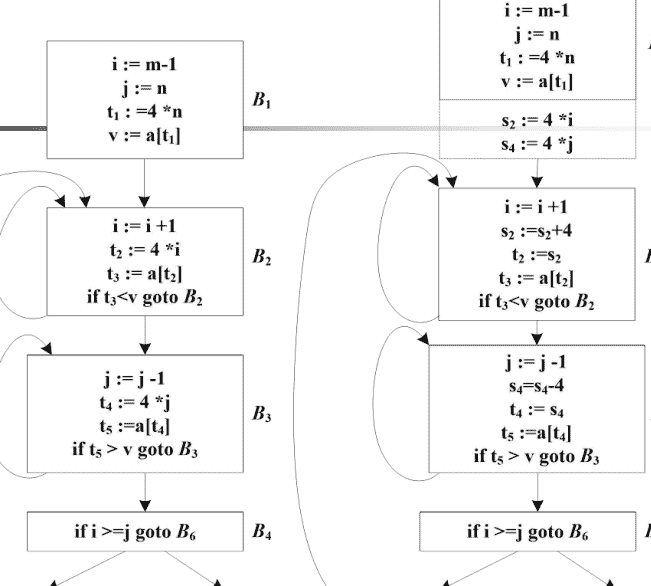 i := m-1
j := n
t₁ : =4 *n
v := a[t₁]
B₁
i := i +1
t₂ := 4 *i
t₃ := a[t₂]
if t₃<v goto B₂
B₂
j := j -1
t₄ := 4 *j
t₅ :=a[t₄]
if t₅ > v goto B₃
B₃
if i >=j goto B₆
B₄
i := m-1
j := n
t₁ : =4 *n
v := a[t₁]
s₂ := 4 *i
s₄ := 4 *j
i := i +1
s₂ :=s₂+4
t₂ :=s₂
t₃ := a[t₂]
if t₃<v goto B₂
j := j -1
s₄=s₄-4
t₄ := s₄
t₅ :=a[t₄]
if t₅ > v goto B₃
if i >=j goto B₆